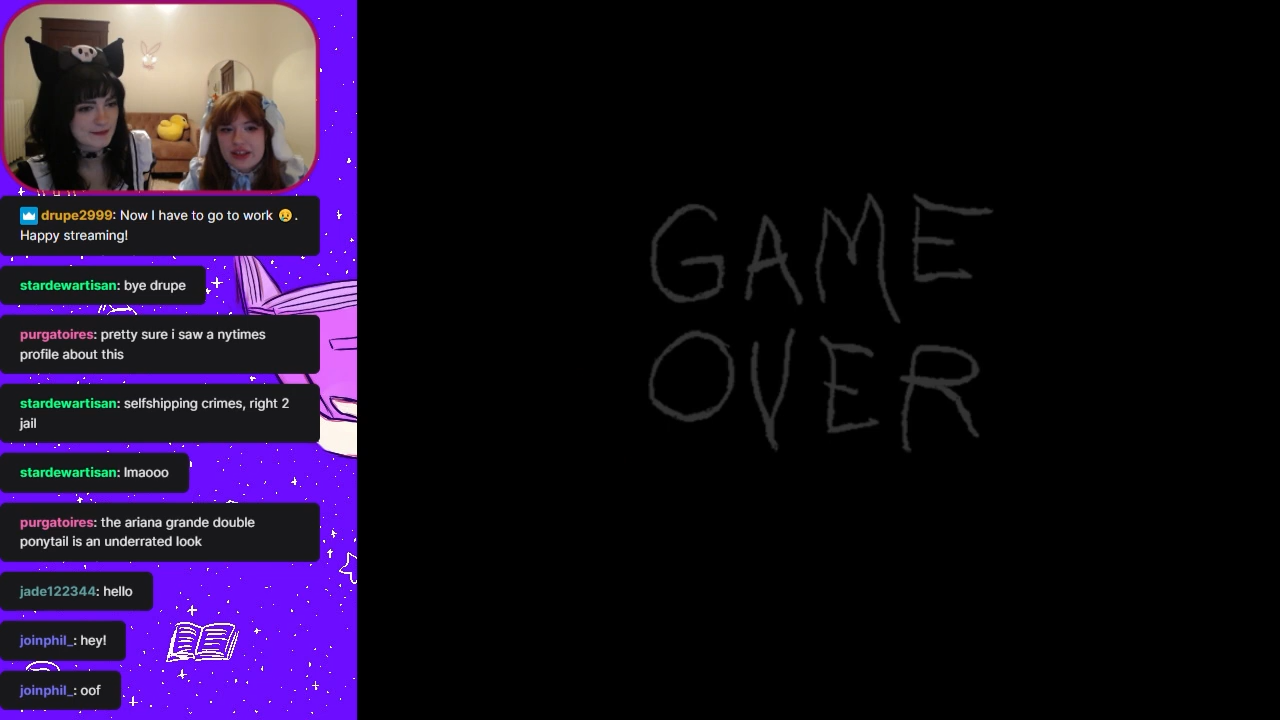 drupe2999: Now I have to go to work 😢.
Happy streaming!
stardewartisan: bye drupe
purgatoires: pretty sure i saw a nytimes
profile about this
stardewartisan: selfshipping crimes, right 2
jail
stardewartisan: lmaooo
purgatoires: the ariana grande double
ponytail is an underrated look
jade122344: hello
joinphil_: hey!
joinphil_: oof
GAME
OVER